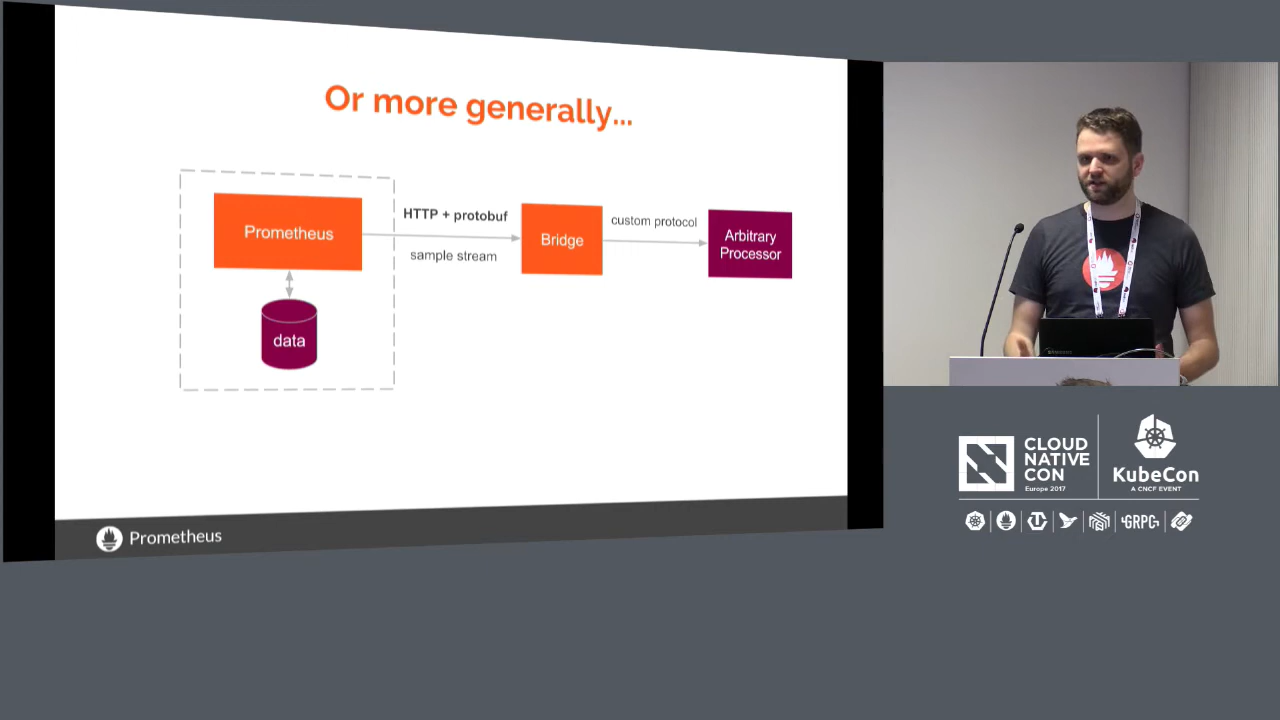 Or more generally...
Prometheus
HTTP + protobuf
sample stream
Bridge
custom protocol
Arbitrary
Processor
data
Prometheus
CLOUD
NATIVE
CON
Europe 2017
KubeCon
A CNCF EVENT
GRPC